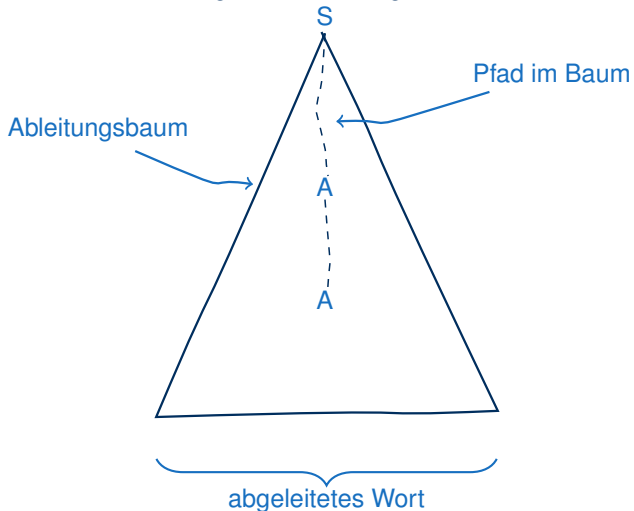 S
Pfad im Baum
Ableitungsbaum
A
A
abgeleitetes Wort